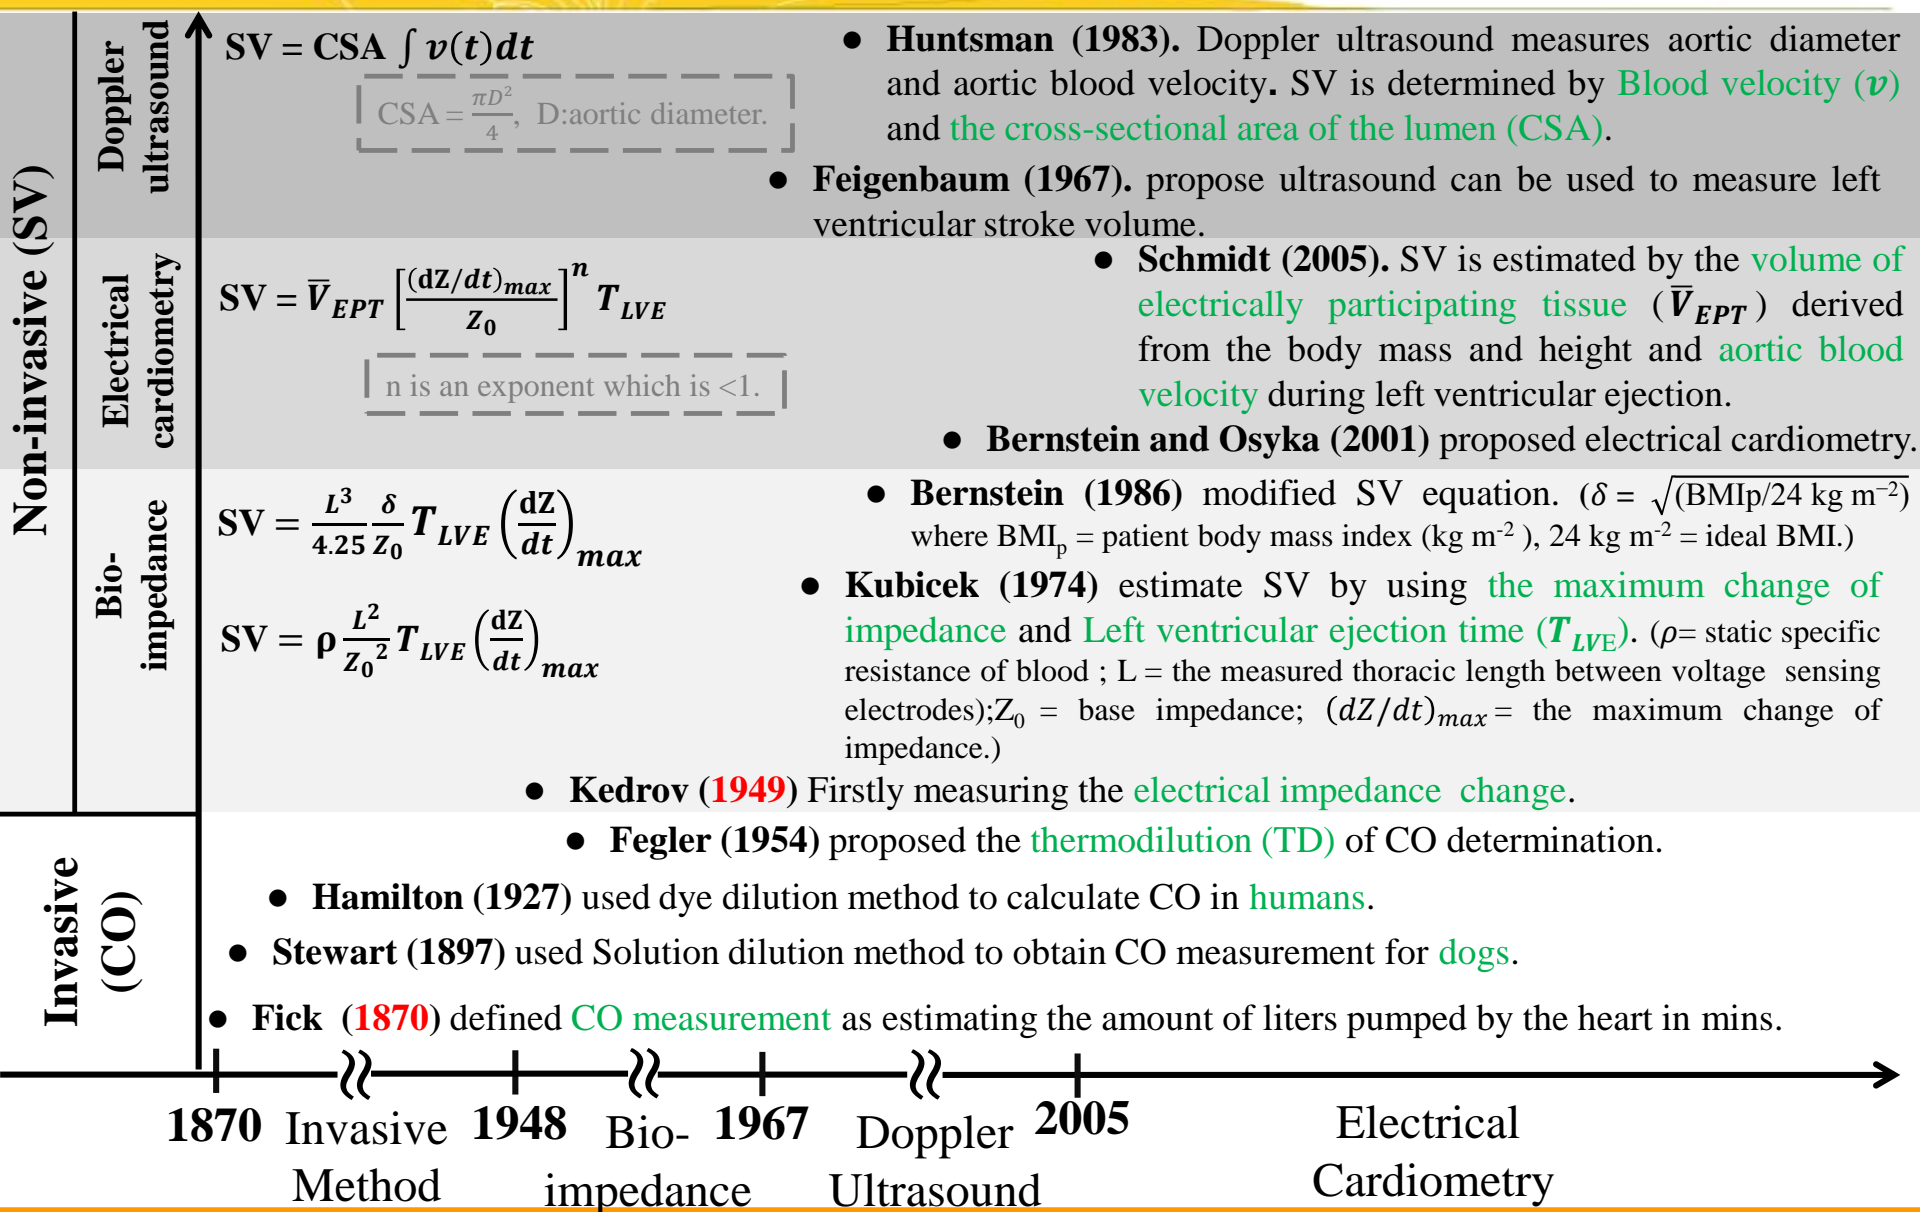 Non-invasive (SV)
Doppler
ultrasound
SV = CSA ∫ v(t)dt
CSA = πD²/4, D:aortic diameter.
● Huntsman (1983). Doppler ultrasound measures aortic diameter
and aortic blood velocity. SV is determined by Blood velocity (v)
and the cross-sectional area of the lumen (CSA).
● Feigenbaum (1967). propose ultrasound can be used to measure left
ventricular stroke volume.
Electrical
cardiometry
SV = V̅_EPT [(dZ/dt)_max / Z₀]ⁿ T_LVE
n is an exponent which is <1.
● Schmidt (2005). SV is estimated by the volume of
electrically participating tissue (V̅_EPT) derived
from the body mass and height and aortic blood
velocity during left ventricular ejection.
● Bernstein and Osyka (2001) proposed electrical cardiometry.
Bio-
impedance
SV = L³/4.25 δ/Z₀ T_LVE (dZ/dt)_max
● Bernstein (1986) modified SV equation. (δ = √(BMIp/24 kg m⁻²)
where BMI_p = patient body mass index (kg m⁻² ), 24 kg m⁻² = ideal BMI.)
SV = ρ L²/Z₀² T_LVE (dZ/dt)_max
● Kubicek (1974) estimate SV by using the maximum change of
impedance and Left ventricular ejection time (T_LVE). (ρ= static specific
resistance of blood ; L = the measured thoracic length between voltage sensing
electrodes);Z₀ = base impedance; (dZ/dt)_max = the maximum change of
impedance.)
● Kedrov (1949) Firstly measuring the electrical impedance change.
Invasive
(CO)
● Fegler (1954) proposed the thermodilution (TD) of CO determination.
● Hamilton (1927) used dye dilution method to calculate CO in humans.
● Stewart (1897) used Solution dilution method to obtain CO measurement for dogs.
● Fick (1870) defined CO measurement as estimating the amount of liters pumped by the heart in mins.
1870 Invasive 1948 Bio- 1967 Doppler 2005 Electrical
Method impedance Ultrasound Cardiometry